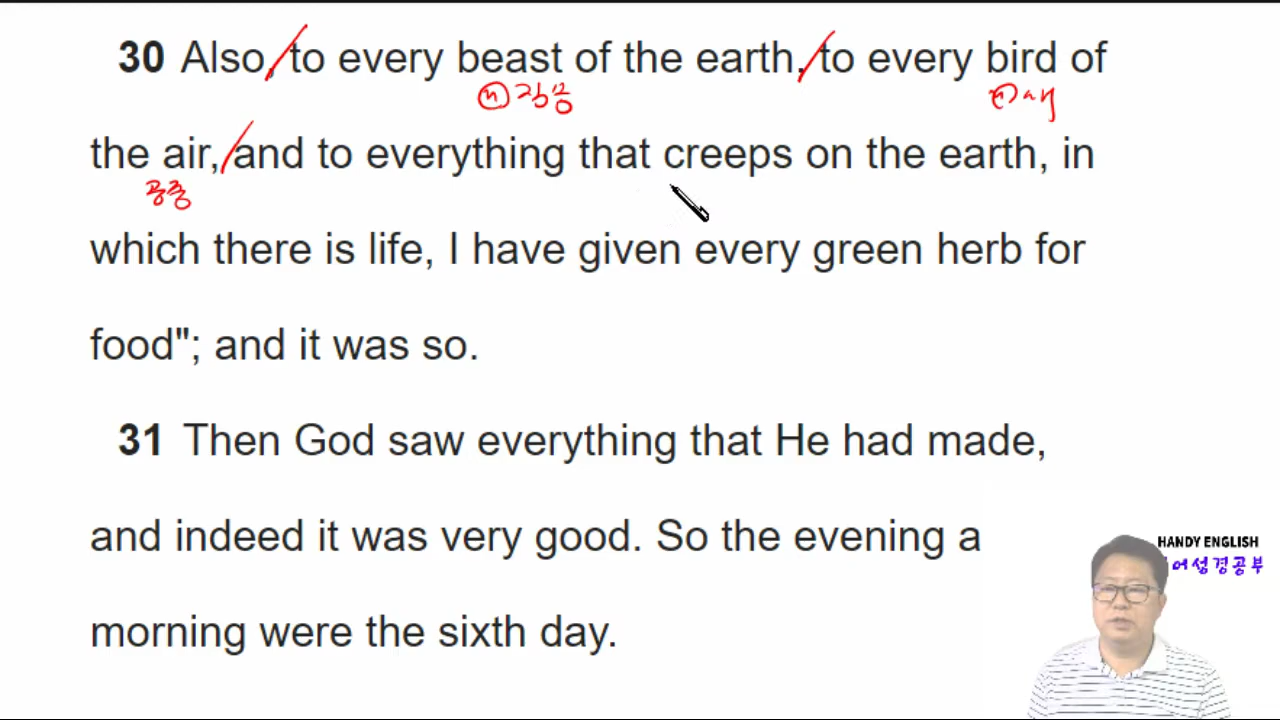 30 Also, to every beast of the earth, to every bird of
ⓝ 짐승 ⓝ 새
the air, and to everything that creeps on the earth, in
공중
which there is life, I have given every green herb for
food"; and it was so.
31 Then God saw everything that He had made,
and indeed it was very good. So the evening a
HANDY ENGLISH
어성경공부
morning were the sixth day.